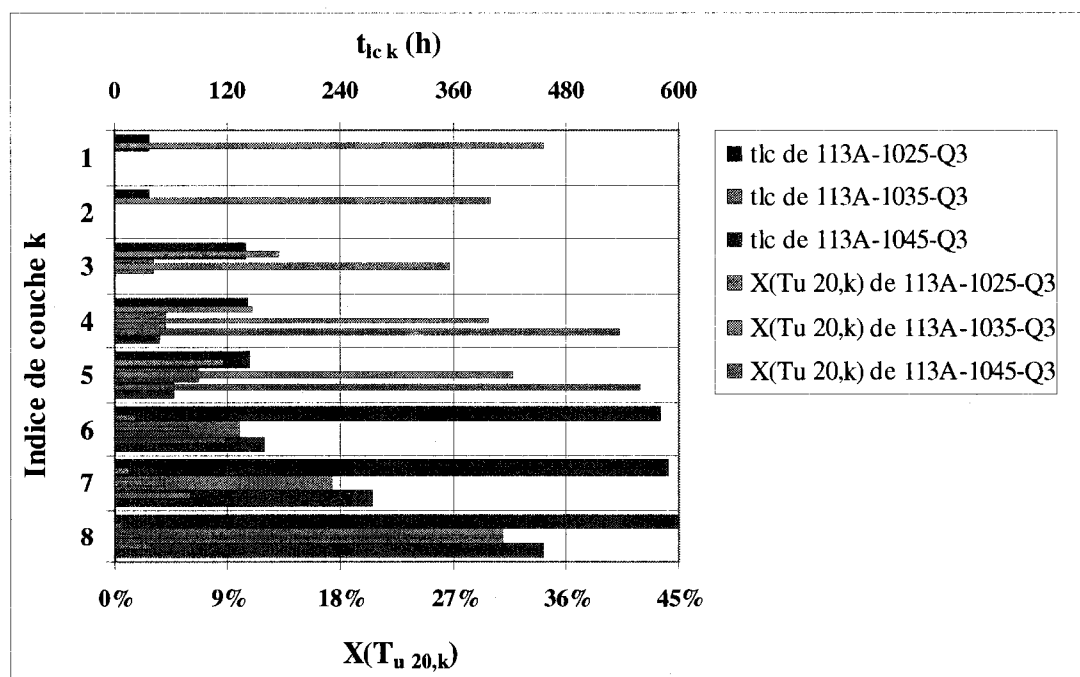 t_lc k (h)
0 120 240 360 480 600
Indice de couche k
1
2
3
4
5
6
7
8
0% 9% 18% 27% 36% 45%
X(T_u 20,k)
tlc de 113A-1025-Q3
tlc de 113A-1035-Q3
tlc de 113A-1045-Q3
X(Tu 20,k) de 113A-1025-Q3
X(Tu 20,k) de 113A-1035-Q3
X(Tu 20,k) de 113A-1045-Q3